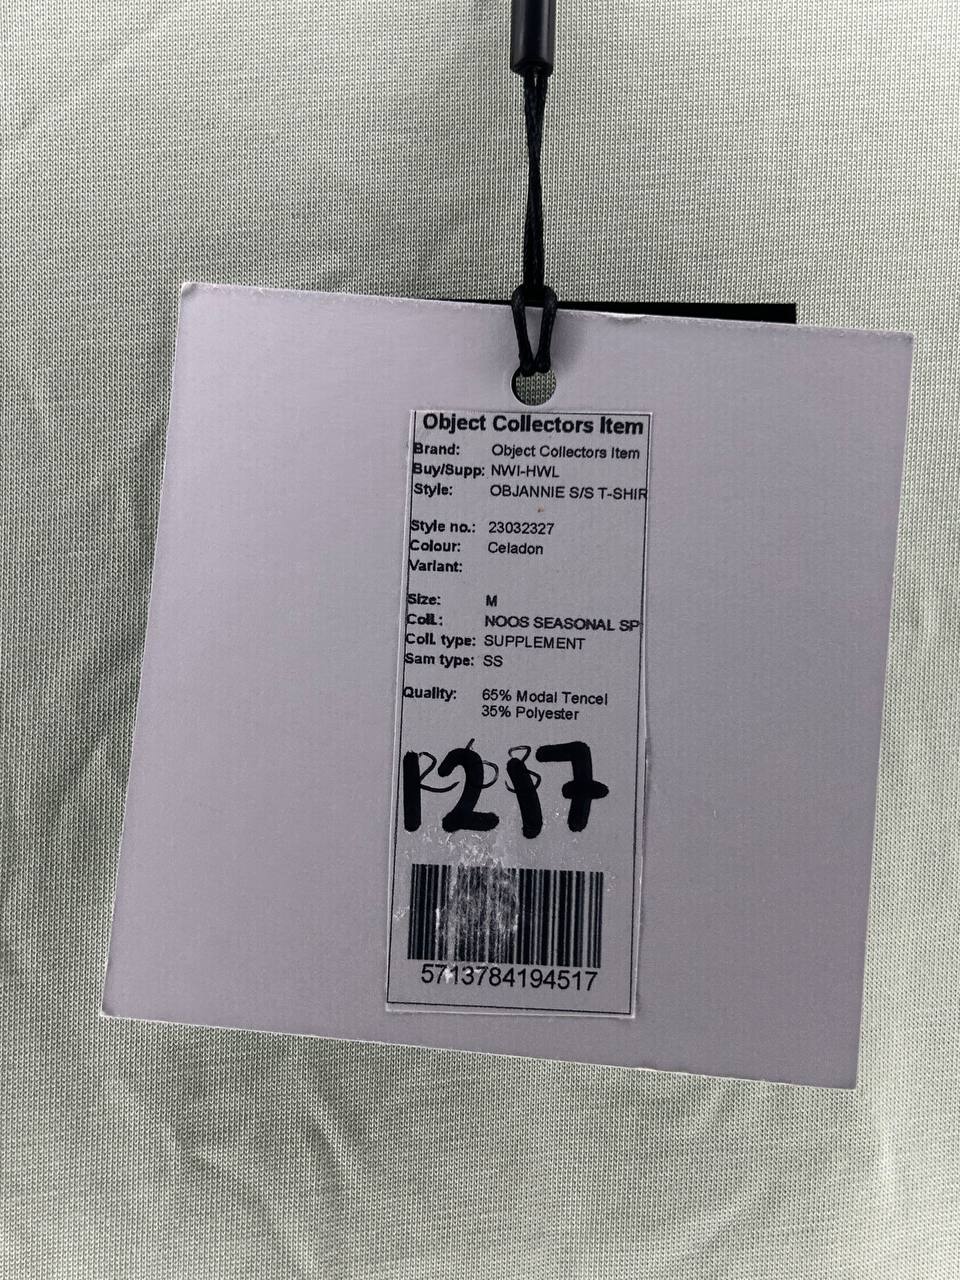 Object Collectors Item
Brand: Object Collectors Item
Buy/Supp: NWI-HWL
Style: OBJANNIE S/S T-SHIR
Style no.: 23032327
Colour: Celadon
Variant:
Size: M
Coll.: NOOS SEASONAL SP
Coll. type: SUPPLEMENT
Sam type: SS
Quality: 65% Modal Tencel
35% Polyester
1217
5713784194517